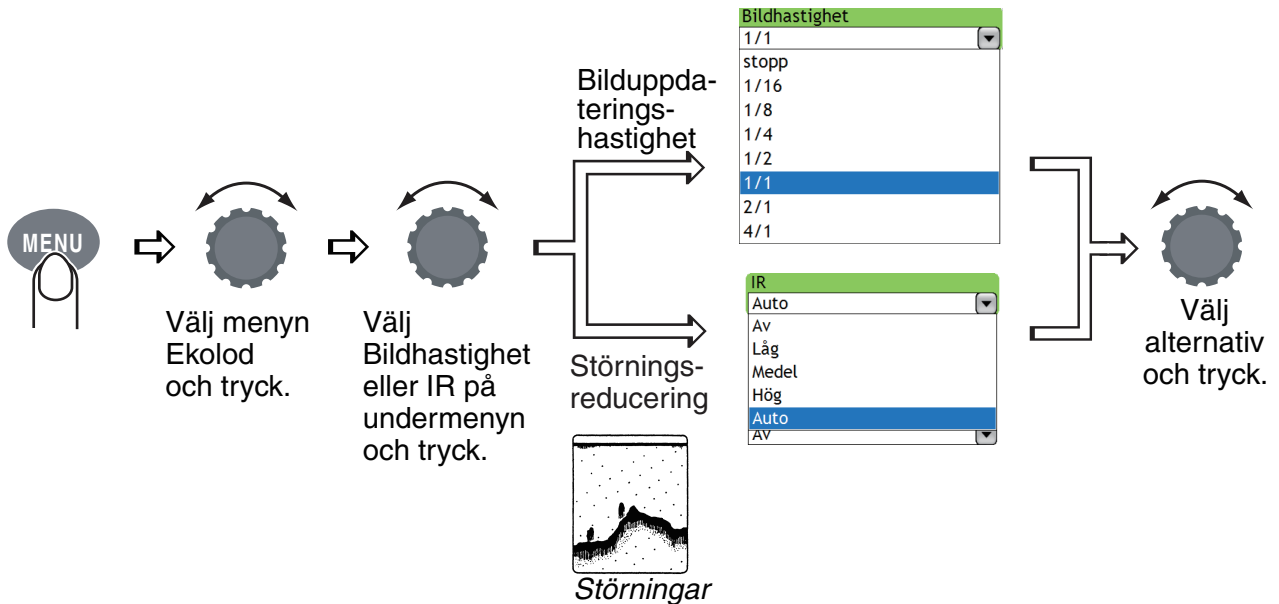 MENU
Välj menyn
Ekolod
och tryck.
Välj
Bildhastighet
eller IR på
undermenyn
och tryck.
Bilduppda-
terings-
hastighet
Bildhastighet
1/1
stopp
1/16
1/8
1/4
1/2
1/1
2/1
4/1
Störnings-
reducering
Störningar
IR
Auto
Av
Låg
Medel
Hög
Auto
Av
Välj
alternativ
och tryck.